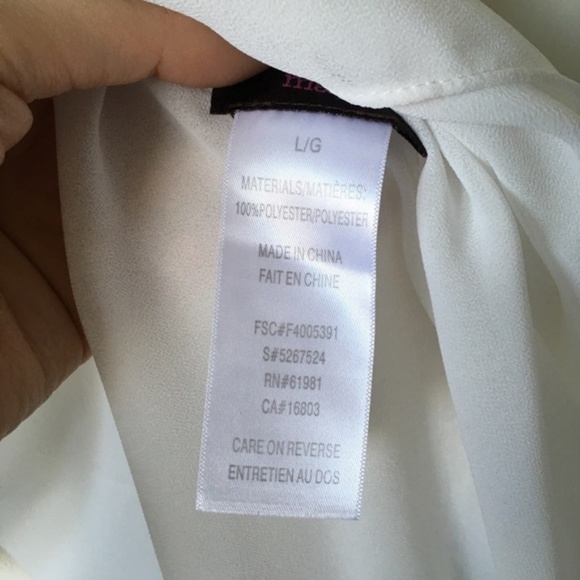 L/G
MATERIALS/MATIÈRES:
100%POLYESTER/POLYESTER
MADE IN CHINA
FAIT EN CHINE
FSC#F4005391
S#5267524
RN#61981
CA#16803
CARE ON REVERSE
ENTRETIEN AU DOS